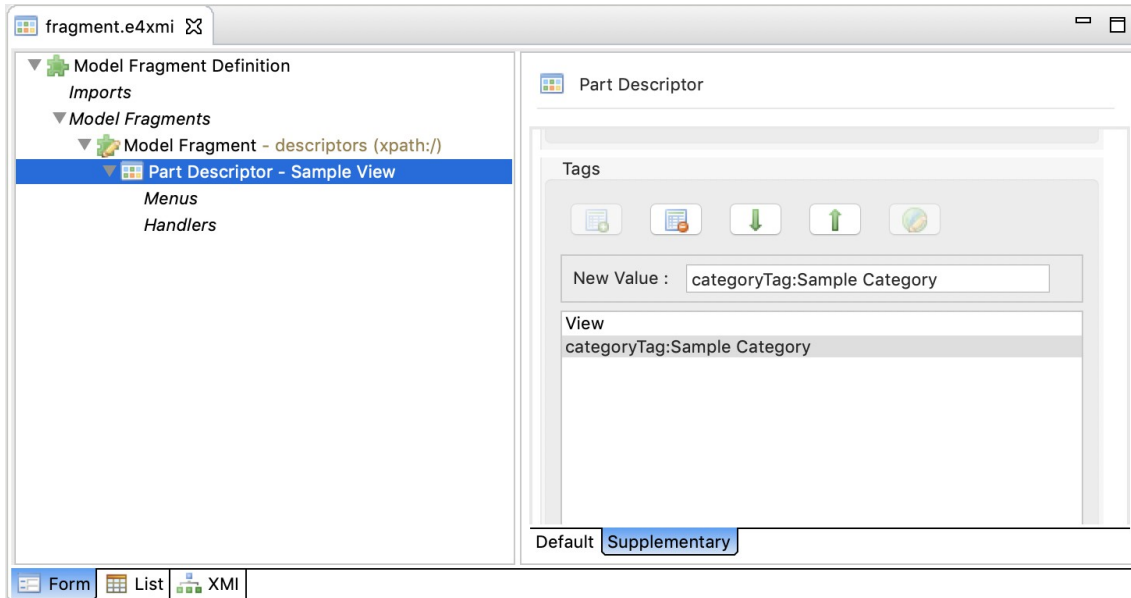 fragment.e4xmi
Model Fragment Definition
Imports
Model Fragments
Model Fragment - descriptors (xpath:/)
Part Descriptor - Sample View
Menus
Handlers
Part Descriptor
Tags
New Value : categoryTag:Sample Category
View
categoryTag:Sample Category
Default Supplementary
Form List XMI